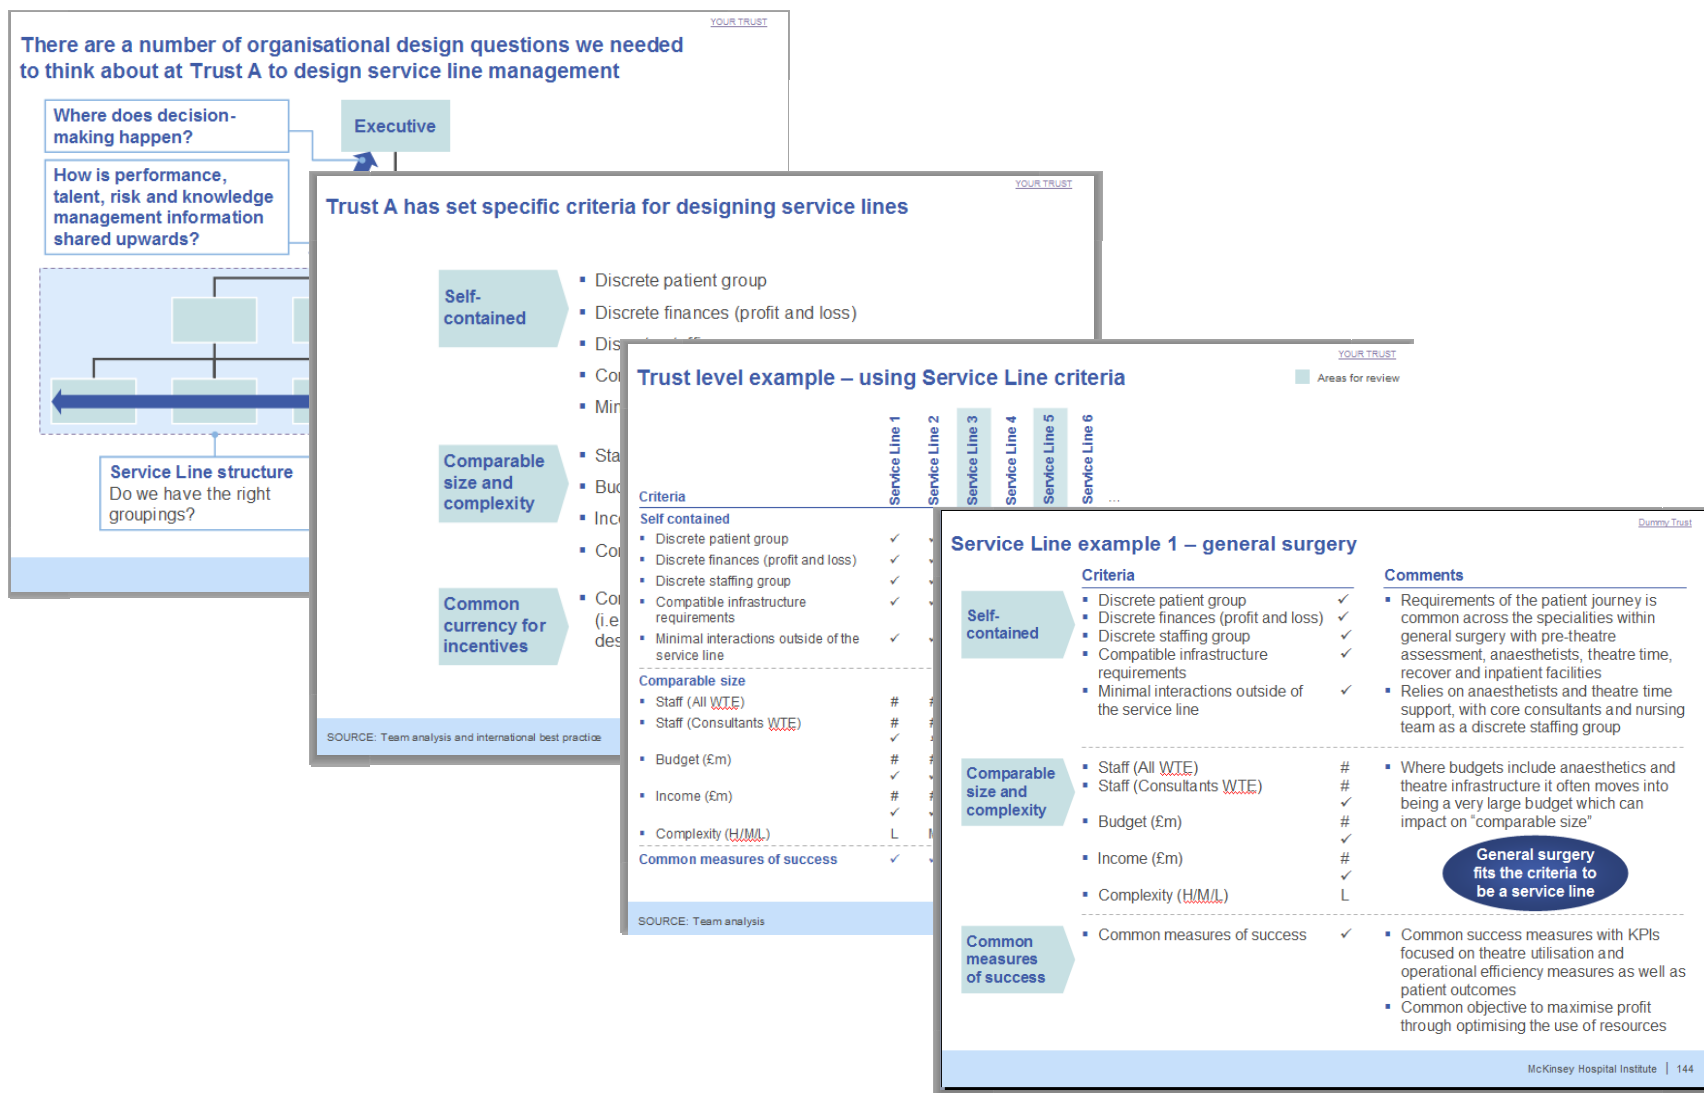 YOUR TRUST
There are a number of organisational design questions we needed
to think about at Trust A to design service line management
Where does decision-
making happen?
Executive
How is performance,
talent, risk and knowledge
management information
shared upwards?
Service Line structure
Do we have the right
groupings?
YOUR TRUST
Trust A has set specific criteria for designing service lines
Self-
contained
▪ Discrete patient group
▪ Discrete finances (profit and loss)
Comparable
size and
complexity
Common
currency for
incentives
(i.e
SOURCE: Team analysis and international best practice
YOUR TRUST
Trust level example – using Service Line criteria
Areas for review
Criteria
Service Line 1
Service Line 2
Service Line 3
Service Line 4
Service Line 5
Service Line 6
...
Self contained
▪ Discrete patient group ✓
▪ Discrete finances (profit and loss) ✓
▪ Discrete staffing group ✓
▪ Compatible infrastructure ✓
requirements
▪ Minimal interactions outside of the ✓
service line
Comparable size
▪ Staff (All WTE) #
▪ Staff (Consultants WTE) #
✓
▪ Budget (£m) #
✓
▪ Income (£m) #
✓
▪ Complexity (H/M/L) L
Common measures of success ✓
SOURCE: Team analysis
Dummy Trust
Service Line example 1 – general surgery
Criteria
Comments
Self-
contained
▪ Discrete patient group ✓
▪ Discrete finances (profit and loss) ✓
▪ Discrete staffing group ✓
▪ Compatible infrastructure ✓
requirements
▪ Minimal interactions outside of ✓
the service line
▪ Requirements of the patient journey is
common across the specialities within
general surgery with pre-theatre
assessment, anaesthetists, theatre time,
recover and inpatient facilities
▪ Relies on anaesthetists and theatre time
support, with core consultants and nursing
team as a discrete staffing group
Comparable
size and
complexity
▪ Staff (All WTE) #
▪ Staff (Consultants WTE) #
✓
▪ Budget (£m) #
✓
▪ Income (£m) #
✓
▪ Complexity (H/M/L) L
▪ Where budgets include anaesthetics and
theatre infrastructure it often moves into
being a very large budget which can
impact on “comparable size”
General surgery
fits the criteria to
be a service line
Common
measures
of success
▪ Common measures of success ✓
▪ Common success measures with KPIs
focused on theatre utilisation and
operational efficiency measures as well as
patient outcomes
▪ Common objective to maximise profit
through optimising the use of resources
McKinsey Hospital Institute | 144